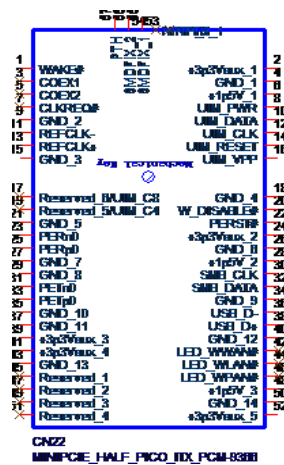 5453
1 2
3 WAKE# +3p3Vaux_1 4
5 COEX1 GND_1 6
7 COEX2 +1p5V_1 8
9 CLKREQ# UIM_PWR 10
11 GND_2 UIM_DATA 12
13 REFCLK- UIM_CLK 14
15 REFCLK+ UIM_RESET 16
GND_3 UIM_VPP
Mechanical Key
17 18
19 Reserved_6/UIM_C8 GND_4 20
21 Reserved_5/UIM_C4 W_DISABLE# 22
23 GND_5 PERST# 24
25 PERn0 +3p3Vaux_2 26
27 PERp0 GND_8 28
29 GND_7 +1p5V_2 30
31 GND_8 SMB_CLK 32
33 PETn0 SMB_DATA 34
35 PETp0 GND_9 36
37 GND_10 USB_D- 38
39 GND_11 USB_D+ 40
41 +3p3Vaux_3 GND_12 42
43 +3p3Vaux_4 LED_WWAN# 44
45 GND_13 LED_WLAN# 46
47 Reserved_1 LED_WPAN# 48
49 Reserved_2 +1p5V_3 50
51 Reserved_3 GND_14 52
Reserved_4 +3p3Vaux_5
CN22
MINIPCIE_HALF_PICO_ITX_PCM-9388